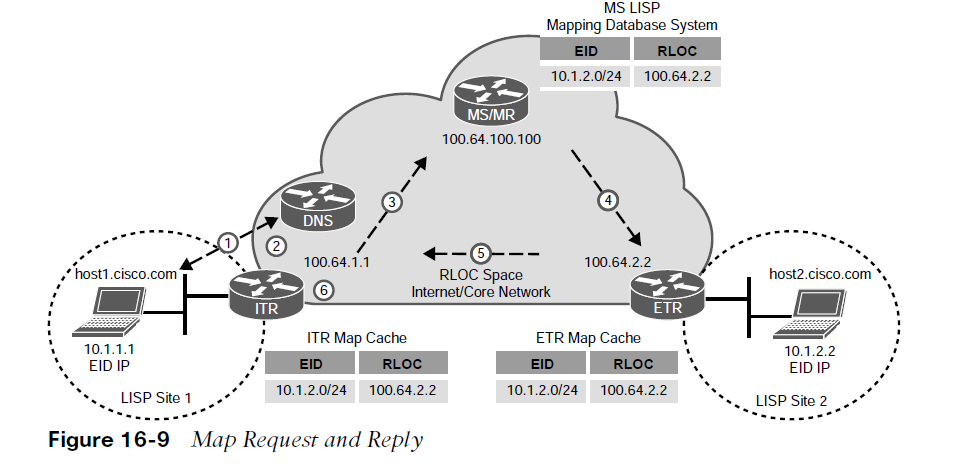 MS LISP
Mapping Database System
EID RLOC
10.1.2.0/24 100.64.2.2
MS/MR
100.64.100.100
DNS
3
4
1
2
100.64.1.1
5
100.64.2.2
host1.cisco.com
RLOC Space
host2.cisco.com
6
Internet/Core Network
ITR
ETR
10.1.1.1
EID IP
ITR Map Cache
EID RLOC
10.1.2.0/24 100.64.2.2
ETR Map Cache
EID RLOC
10.1.2.0/24 100.64.2.2
10.1.2.2
EID IP
LISP Site 1
LISP Site 2
Figure 16-9 Map Request and Reply